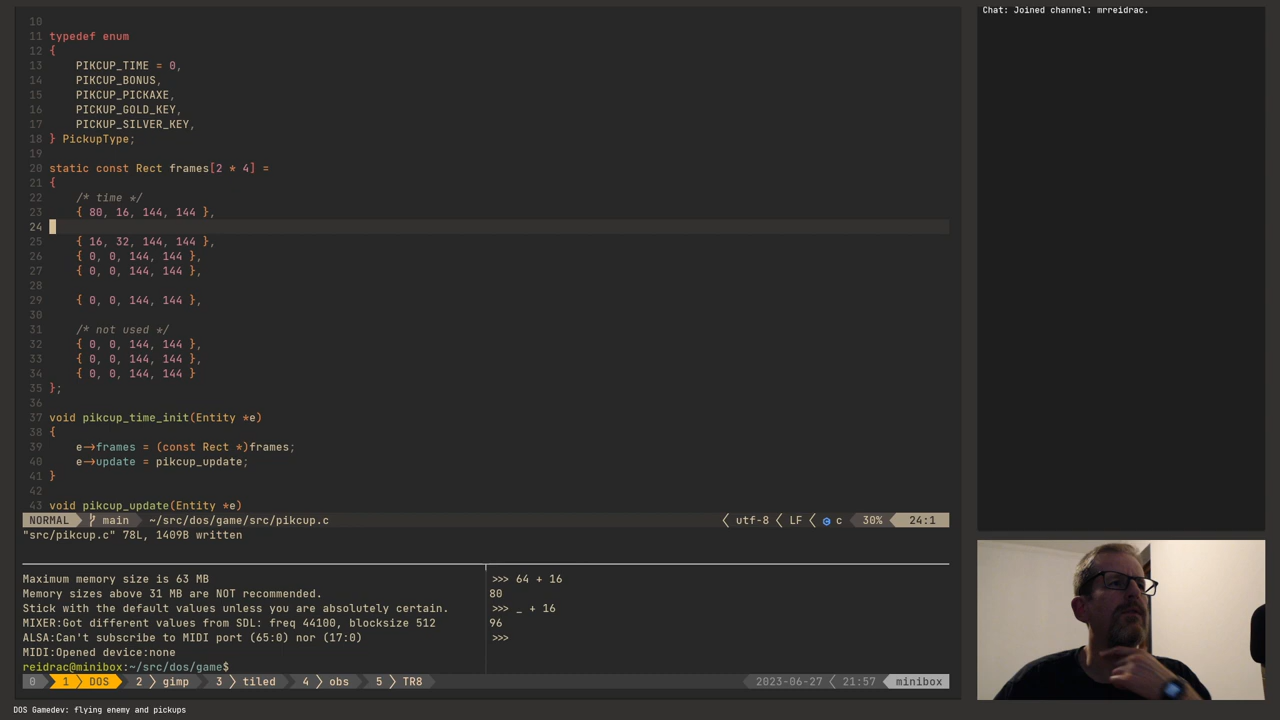 10
11 typedef enum
12 {
13     PIKCUP_TIME = 0,
14     PIKCUP_BONUS,
15     PICKUP_PICKAXE,
16     PICKUP_GOLD_KEY,
17     PICKUP_SILVER_KEY,
18 } PickupType;
19
20 static const Rect frames[2 * 4] =
21 {
22     /* time */
23     { 80, 16, 144, 144 },
24
25     { 16, 32, 144, 144 },
26     { 0, 0, 144, 144 },
27     { 0, 0, 144, 144 },
28
29     { 0, 0, 144, 144 },
30
31     /* not used */
32     { 0, 0, 144, 144 },
33     { 0, 0, 144, 144 },
34     { 0, 0, 144, 144 }
35 };
36
37 void pikcup_time_init(Entity *e)
38 {
39     e->frames = (const Rect *)frames;
40     e->update = pikcup_update;
41 }
42
43 void pikcup_update(Entity *e)
NORMAL main ~/src/dos/game/src/pikcup.c utf-8 LF c 30% 24:1
"src/pikcup.c" 78L, 1409B written
Maximum memory size is 63 MB
Memory sizes above 31 MB are NOT recommended.
Stick with the default values unless you are absolutely certain.
MIXER:Got different values from SDL: freq 44100, blocksize 512
ALSA:Can't subscribe to MIDI port (65:0) nor (17:0)
MIDI:Opened device:none
reidrac@minibox:~/src/dos/game$
>>> 64 + 16
80
>>> _ + 16
96
>>>
0 1 DOS 2 gimp 3 tiled 4 obs 5 TR8 2023-06-27 21:57 minibox
DOS Gamedev: flying enemy and pickups
Chat: Joined channel: mrreidrac.